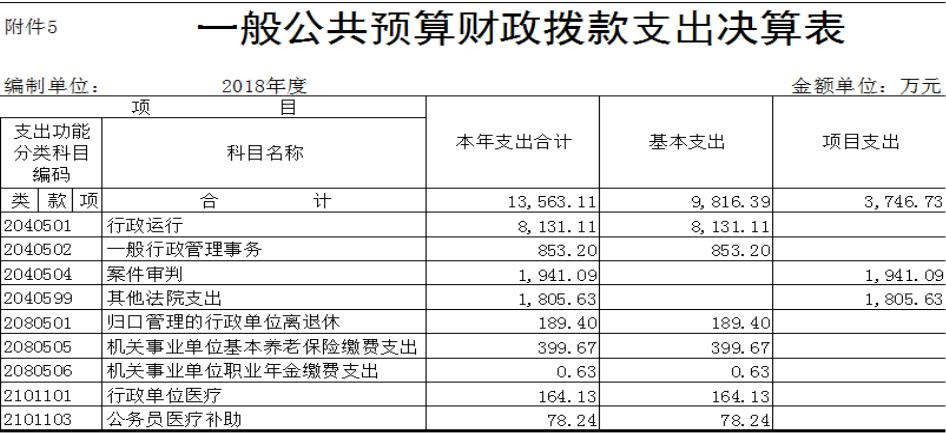 附件5
一般公共预算财政拨款支出决算表
编制单位： 2018年度 金额单位：万元
项 目 本年支出合计 基本支出 项目支出
支出功能分类科目编码 科目名称
类 款 项 合 计 13,563.11 9,816.39 3,746.73
2040501 行政运行 8,131.11 8,131.11
2040502 一般行政管理事务 853.20 853.20
2040504 案件审判 1,941.09 1,941.09
2040599 其他法院支出 1,805.63 1,805.63
2080501 归口管理的行政单位离退休 189.40 189.40
2080505 机关事业单位基本养老保险缴费支出 399.67 399.67
2080506 机关事业单位职业年金缴费支出 0.63 0.63
2101101 行政单位医疗 164.13 164.13
2101103 公务员医疗补助 78.24 78.24